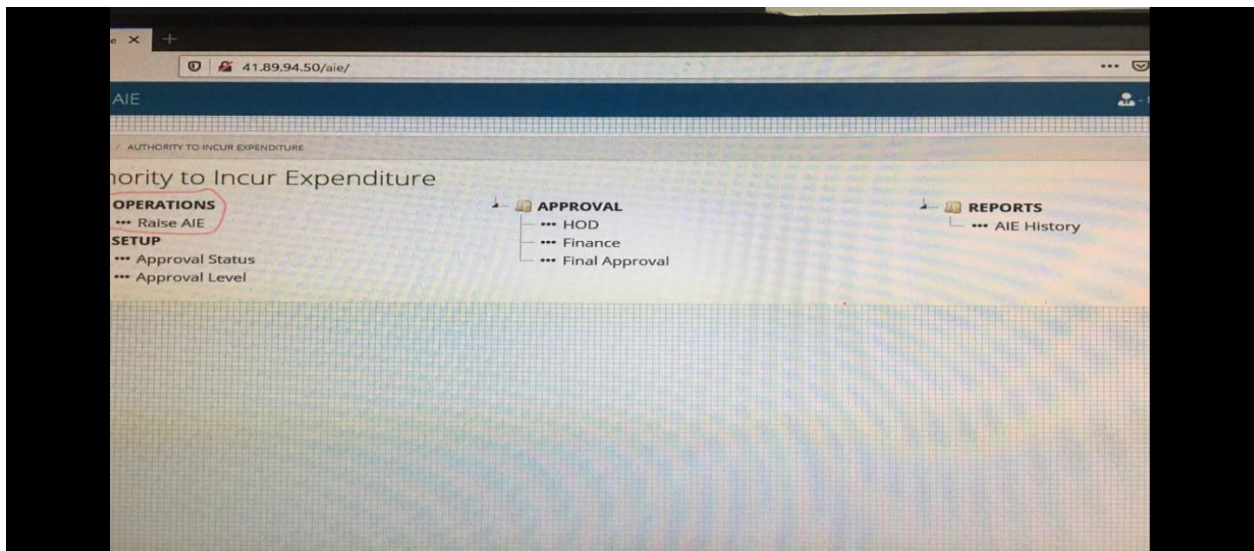 41.89.94.50/aie/
AIE
/ AUTHORITY TO INCUR EXPENDITURE
hority to Incur Expenditure
OPERATIONS
Raise AIE
SETUP
Approval Status
Approval Level
APPROVAL
HOD
Finance
Final Approval
REPORTS
AIE History